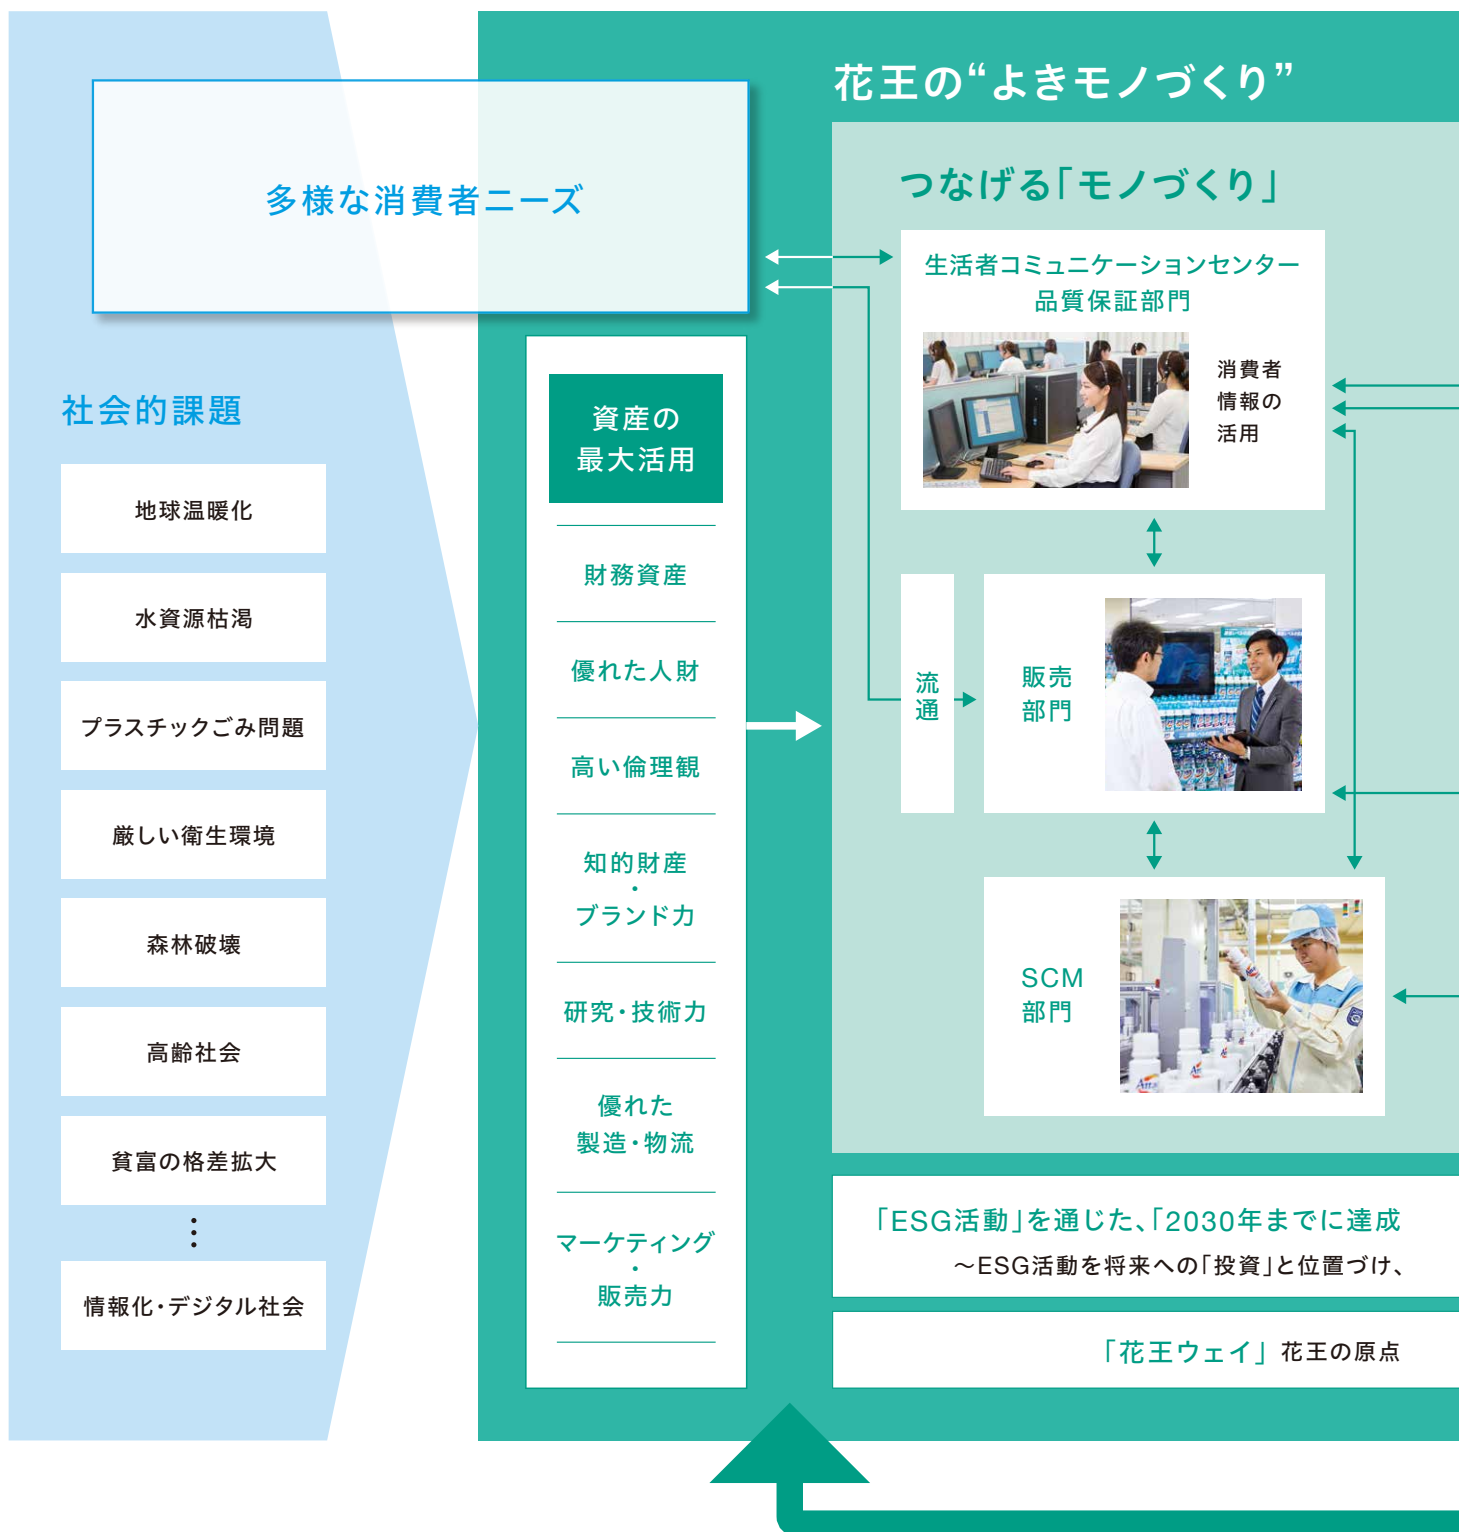 花王の“よきモノづくり”
多様な消費者ニーズ
社会的課題
地球温暖化
水資源枯渇
プラスチックごみ問題
厳しい衛生環境
森林破壊
高齢社会
貧富の格差拡大
⋮
情報化・デジタル社会
資産の
最大活用
財務資産
優れた人財
高い倫理観
知的財産
・
ブランド力
研究・技術力
優れた
製造・物流
マーケティング
・
販売力
つなげる「モノづくり」
生活者コミュニケーションセンター
品質保証部門
消費者
情報の
活用
流通
販売
部門
SCM
部門
「ESG活動」を通じた、「2030年までに達成
～ESG活動を将来への「投資」と位置づけ、
「花王ウェイ」 花王の原点